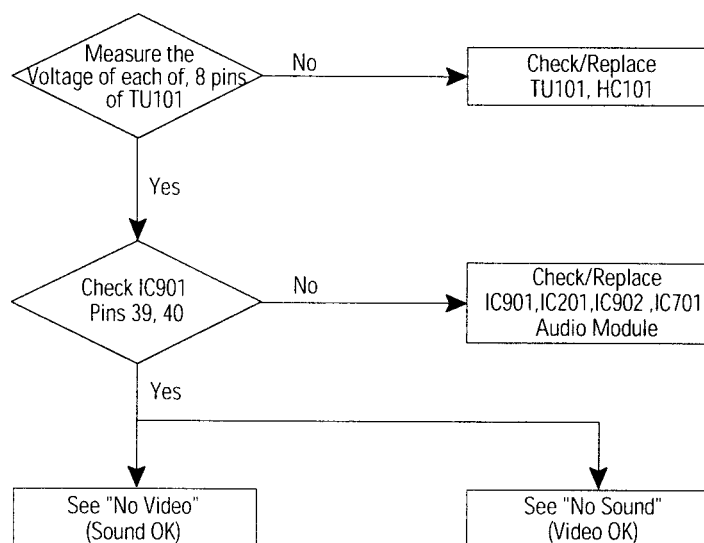 Measure the
Voltage of each of, 8 pins
of TU101
No
Check/Replace
TU101, HC101
Yes
Check IC901
Pins 39, 40
No
Check/Replace
IC901,IC201,IC902 ,IC701
Audio Module
Yes
See "No Video"
(Sound OK)
See "No Sound"
(Video OK)